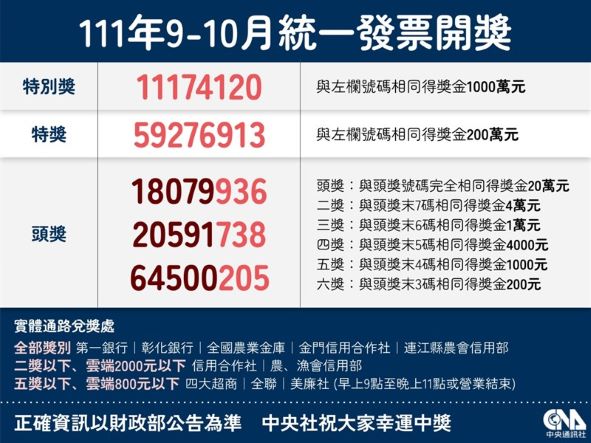 111年9-10月統一發票開獎
特別獎 11174120 與左欄號碼相同得獎金1000萬元
特獎 59276913 與左欄號碼相同得獎金200萬元
頭獎
18079936
20591738
64500205
頭獎：與頭獎號碼完全相同得獎金20萬元
二獎：與頭獎末7碼相同得獎金4萬元
三獎：與頭獎末6碼相同得獎金1萬元
四獎：與頭獎末5碼相同得獎金4000元
五獎：與頭獎末4碼相同得獎金1000元
六獎：與頭獎末3碼相同得獎金200元
實體通路兌獎處
全部獎別 第一銀行｜彰化銀行｜全國農業金庫｜金門信用合作社｜連江縣農會信用部
二獎以下、雲端2000元以下 信用合作社｜農、漁會信用部
五獎以下、雲端800元以下 四大超商｜全聯｜美廉社 (早上9點至晚上11點或營業結束)
正確資訊以財政部公告為準 中央社祝大家幸運中獎
CNA
中央通訊社